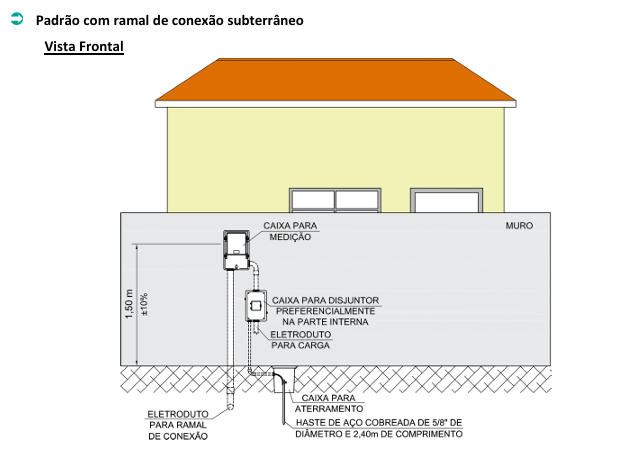 Padrão com ramal de conexão subterrâneo
Vista Frontal
CAIXA PARA
MEDIÇÃO
MURO
1,50 m
±10%
CAIXA PARA DISJUNTOR
PREFERENCIALMENTE
NA PARTE INTERNA
ELETRODUTO
PARA CARGA
CAIXA PARA
ATERRAMENTO
ELETRODUTO
PARA RAMAL
DE CONEXÃO
HASTE DE AÇO COBREADA DE 5/8" DE
DIÂMETRO E 2,40m DE COMPRIMENTO